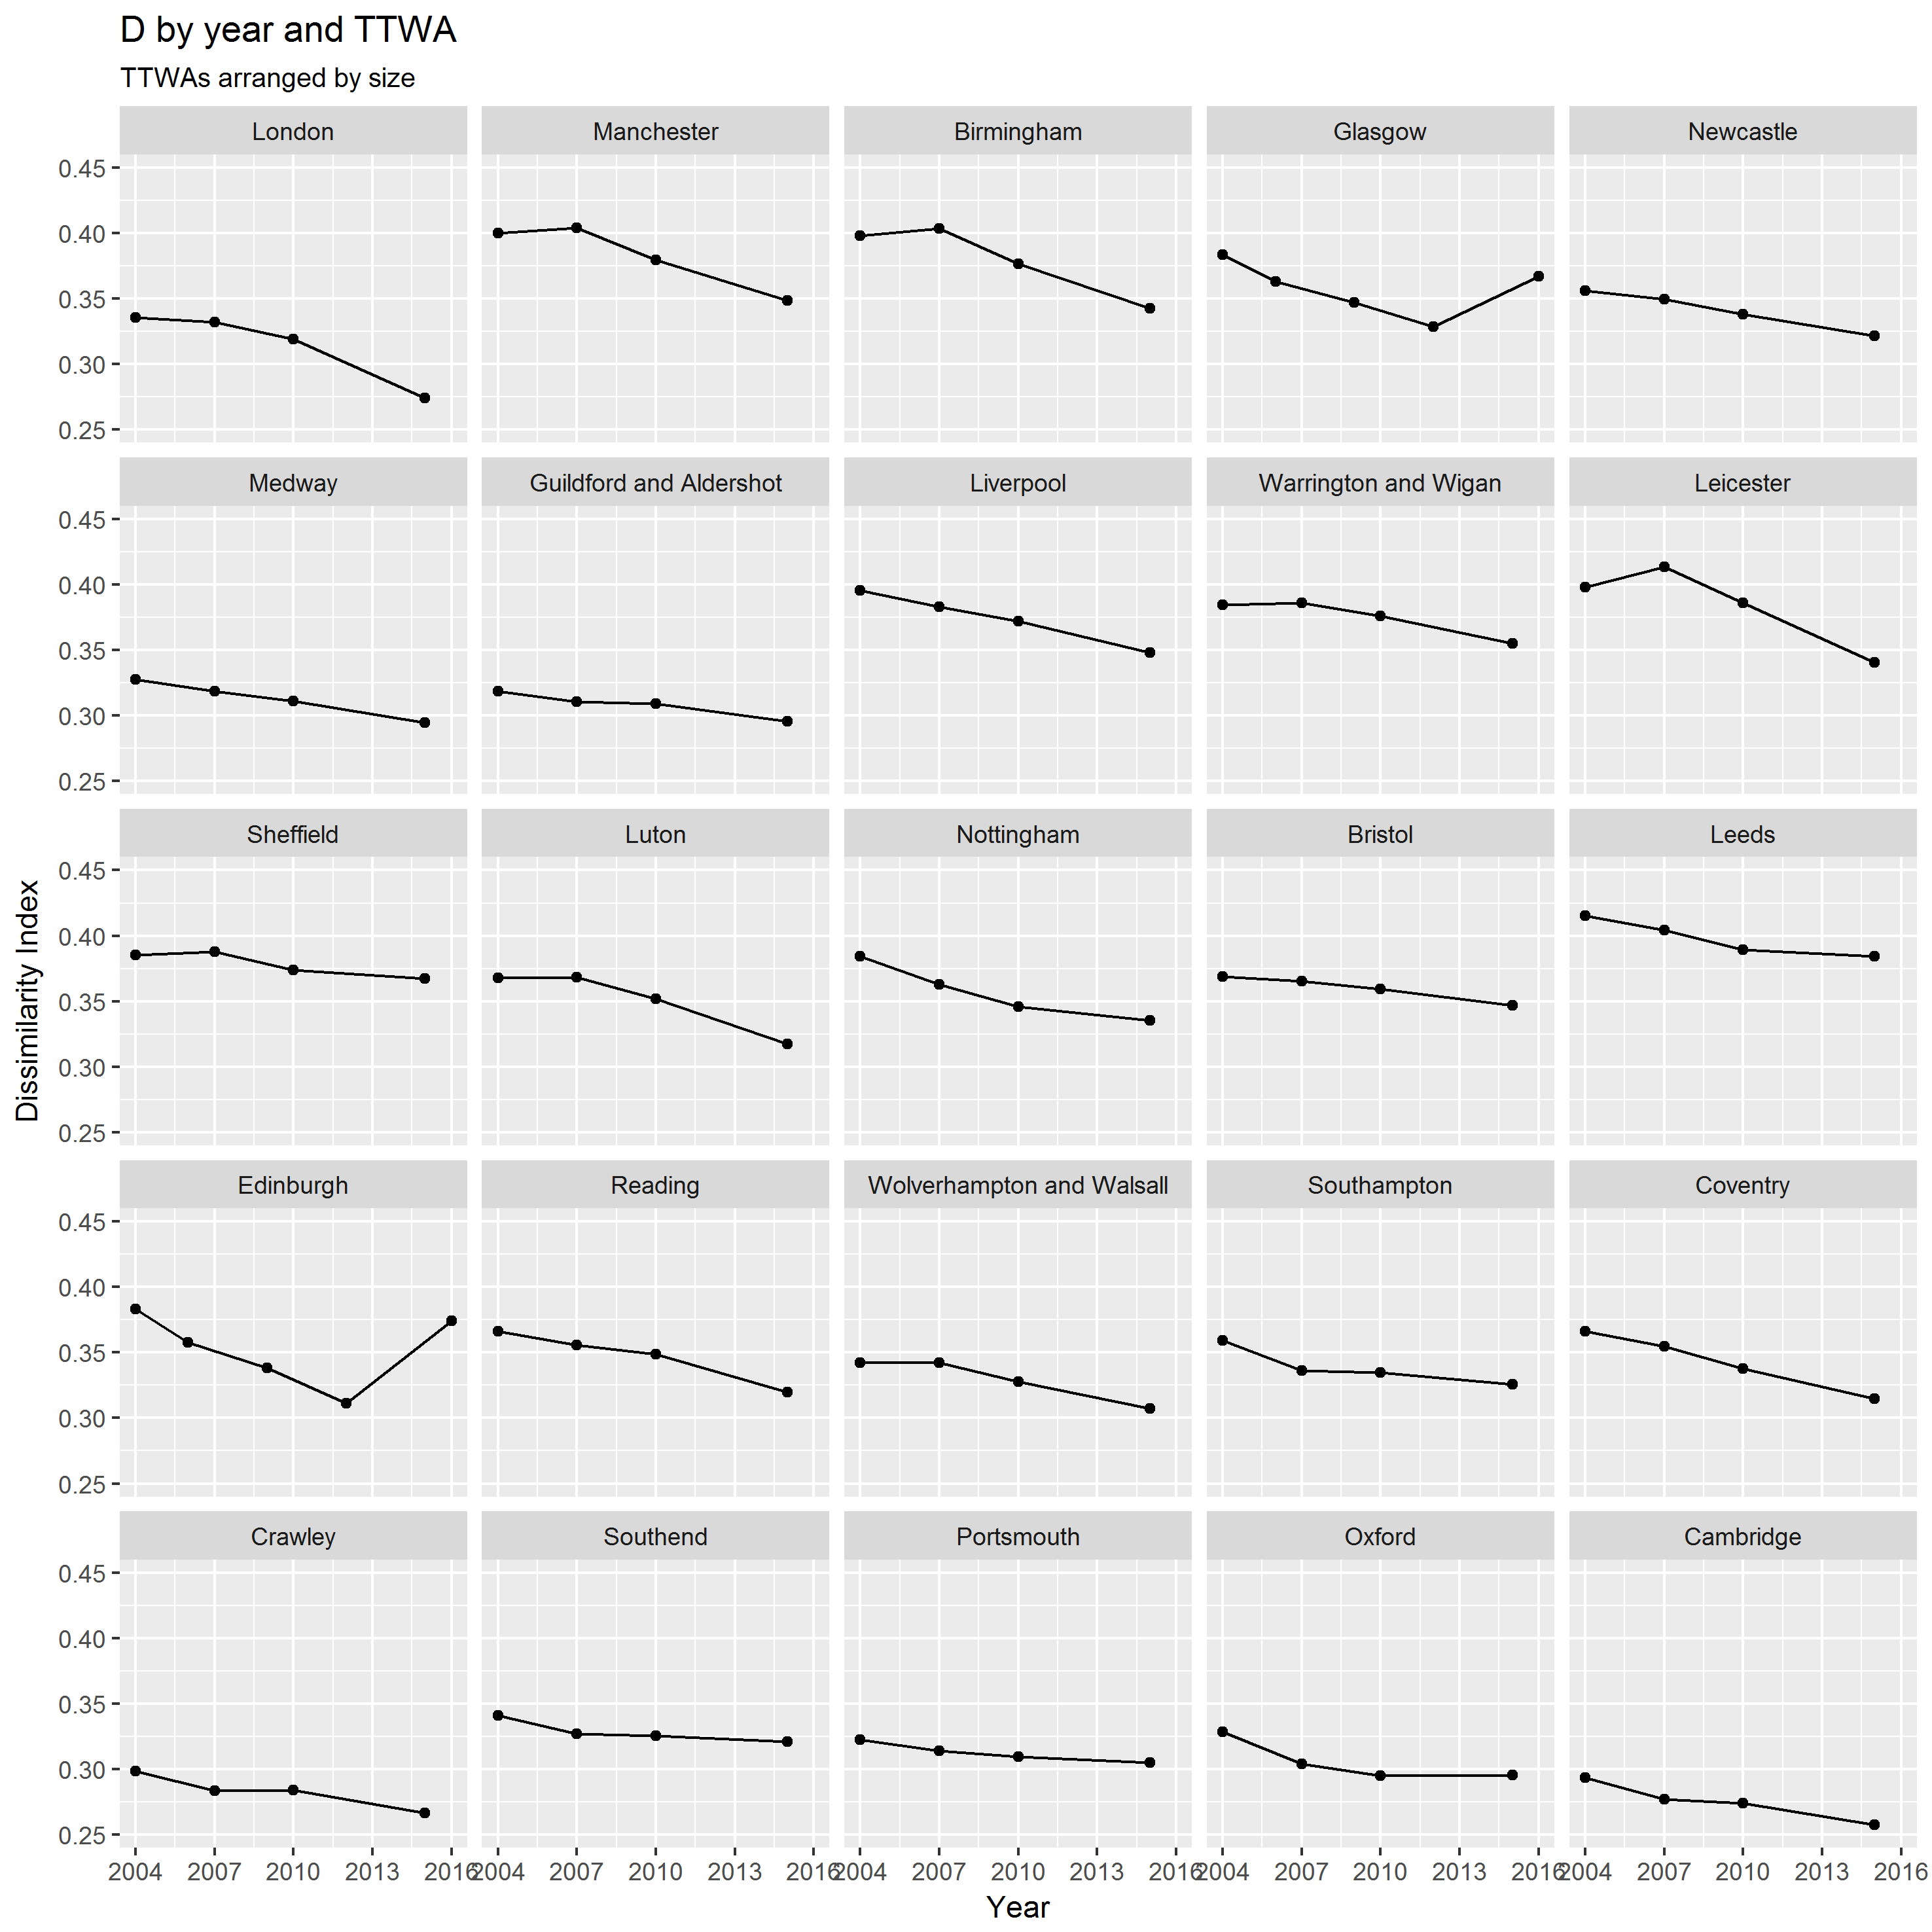 D by year and TTWA
TTWAs arranged by size
London Manchester Birmingham Glasgow Newcastle
0.45
0.40
0.35
0.30
0.25
Medway Guildford and Aldershot Liverpool Warrington and Wigan Leicester
0.45
0.40
0.35
0.30
0.25
Sheffield Luton Nottingham Bristol Leeds
0.45
0.40
0.35
0.30
0.25
Dissimilarity Index
Edinburgh Reading Wolverhampton and Walsall Southampton Coventry
0.45
0.40
0.35
0.30
0.25
Crawley Southend Portsmouth Oxford Cambridge
0.45
0.40
0.35
0.30
0.25
2004 2007 2010 2013 2016 2004 2007 2010 2013 2016 2004 2007 2010 2013 2016 2004 2007 2010 2013 2016 2004 2007 2010 2013 2016
Year